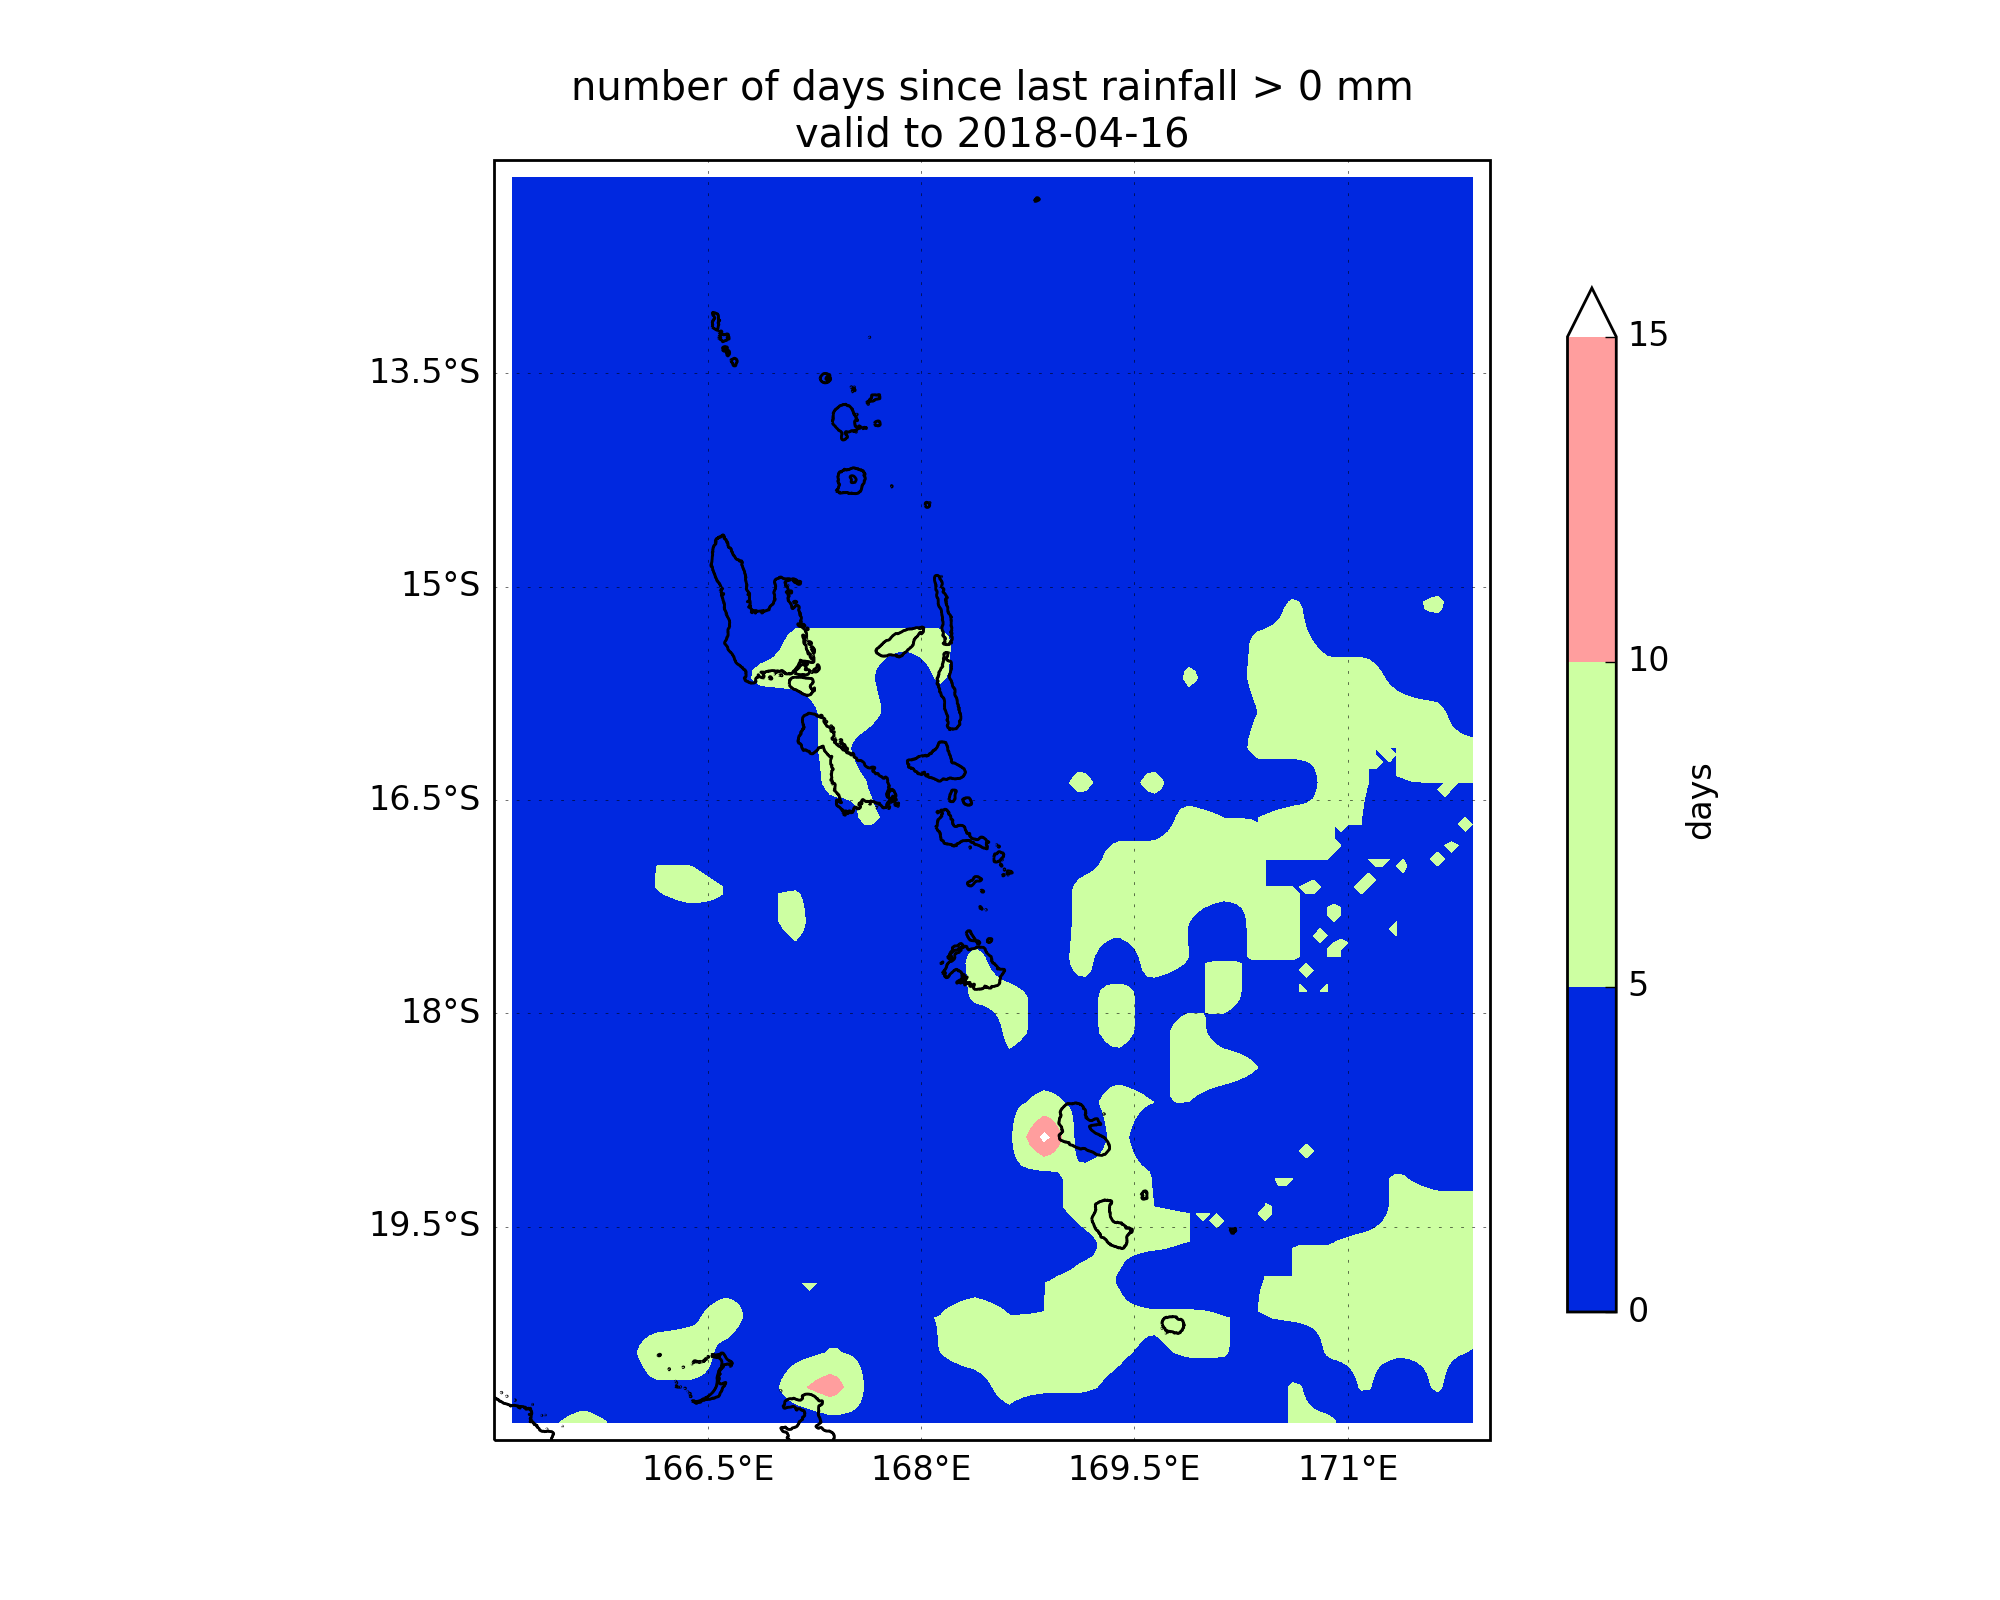 number of days since last rainfall > 0 mm
valid to 2018-04-16
13.5°S
15°S
16.5°S
18°S
19.5°S
166.5°E
168°E
169.5°E
171°E
15
10
5
0
days